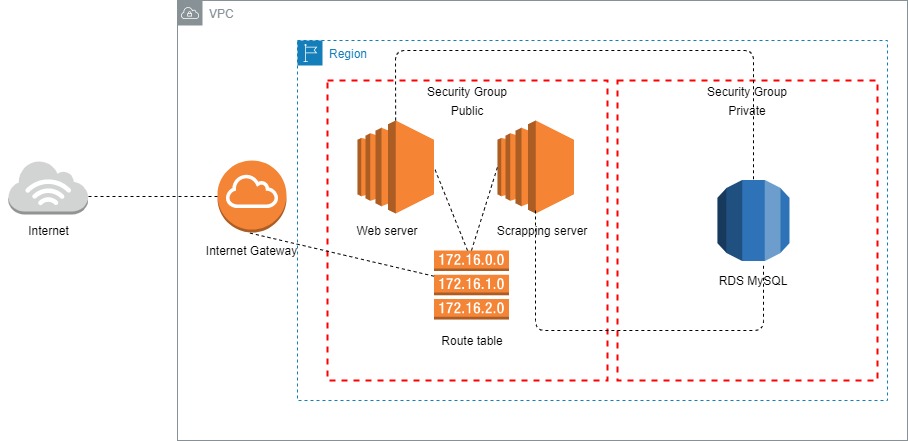 VPC
Region
Security Group
Public
Security Group
Private
Internet
Internet Gateway
Web server
Scrapping server
172.16.0.0
172.16.1.0
172.16.2.0
Route table
RDS MySQL